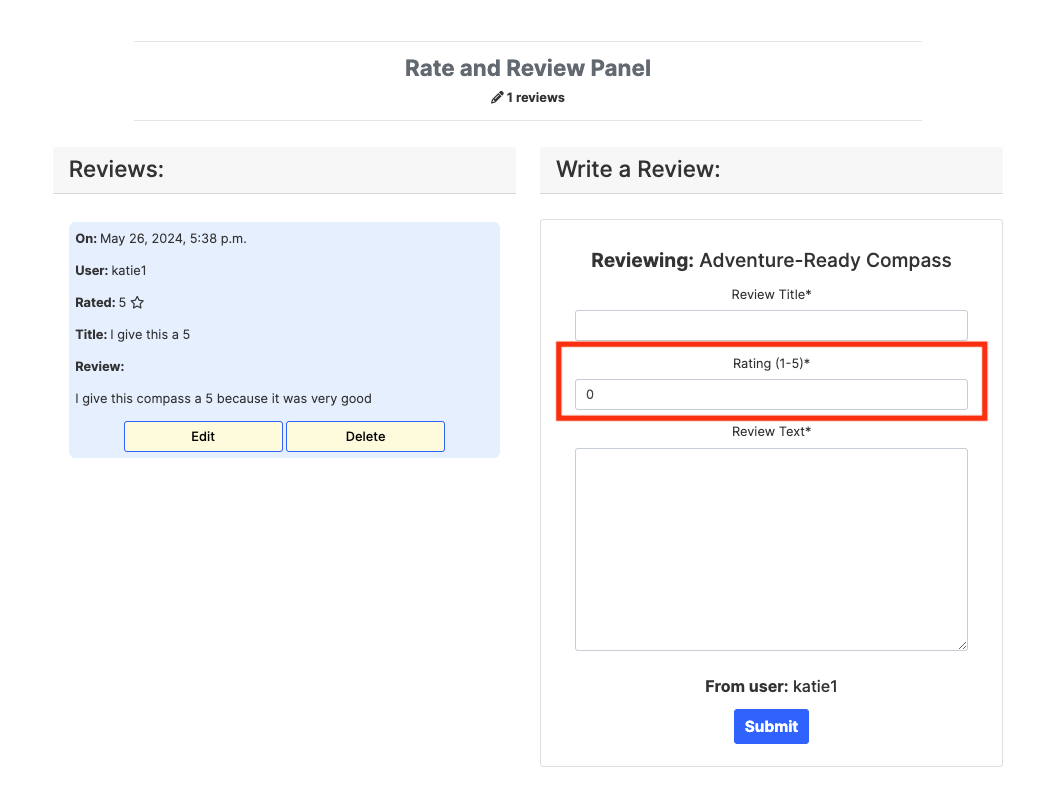 Rate and Review Panel
1 reviews
Reviews:
On: May 26, 2024, 5:38 p.m.
User: katie1
Rated: 5
Title: I give this a 5
Review:
I give this compass a 5 because it was very good
Edit
Delete
Write a Review:
Reviewing: Adventure-Ready Compass
Review Title*
Rating (1-5)*
0
Review Text*
From user: katie1
Submit